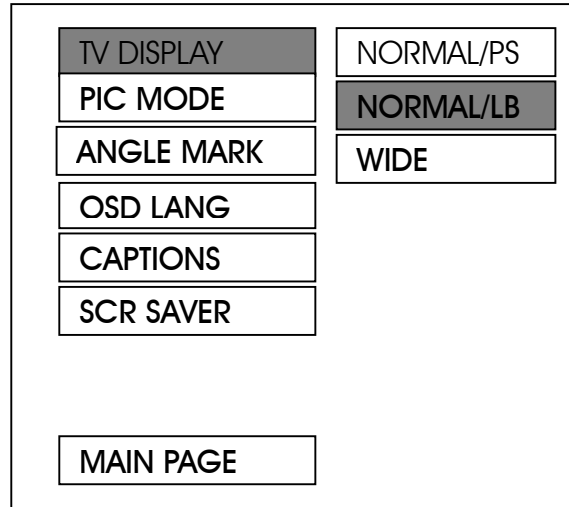 TV DISPLAY
PIC MODE
ANGLE MARK
OSD LANG
CAPTIONS
SCR SAVER
MAIN PAGE
NORMAL/PS
NORMAL/LB
WIDE